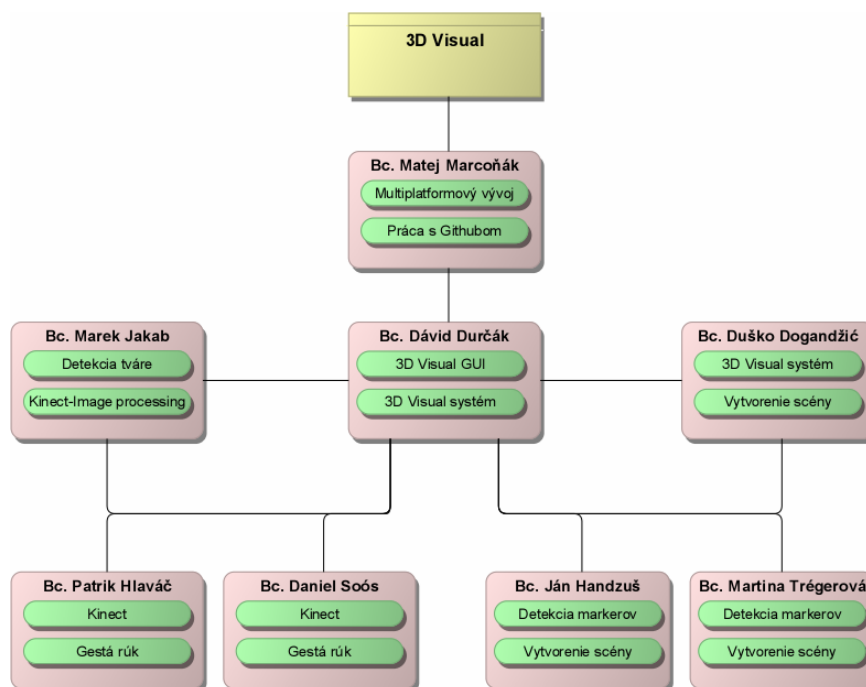 3D Visual
Bc. Matej Marcoňák
Multiplatformový vývoj
Práca s Githubom
Bc. Marek Jakab
Detekcia tváre
Kinect-Image processing
Bc. Dávid Durčák
3D Visual GUI
3D Visual systém
Bc. Duško Dogandžić
3D Visual systém
Vytvorenie scény
Bc. Patrik Hlaváč
Kinect
Gestá rúk
Bc. Daniel Soós
Kinect
Gestá rúk
Bc. Ján Handzuš
Detekcia markerov
Vytvorenie scény
Bc. Martina Trégerová
Detekcia markerov
Vytvorenie scény